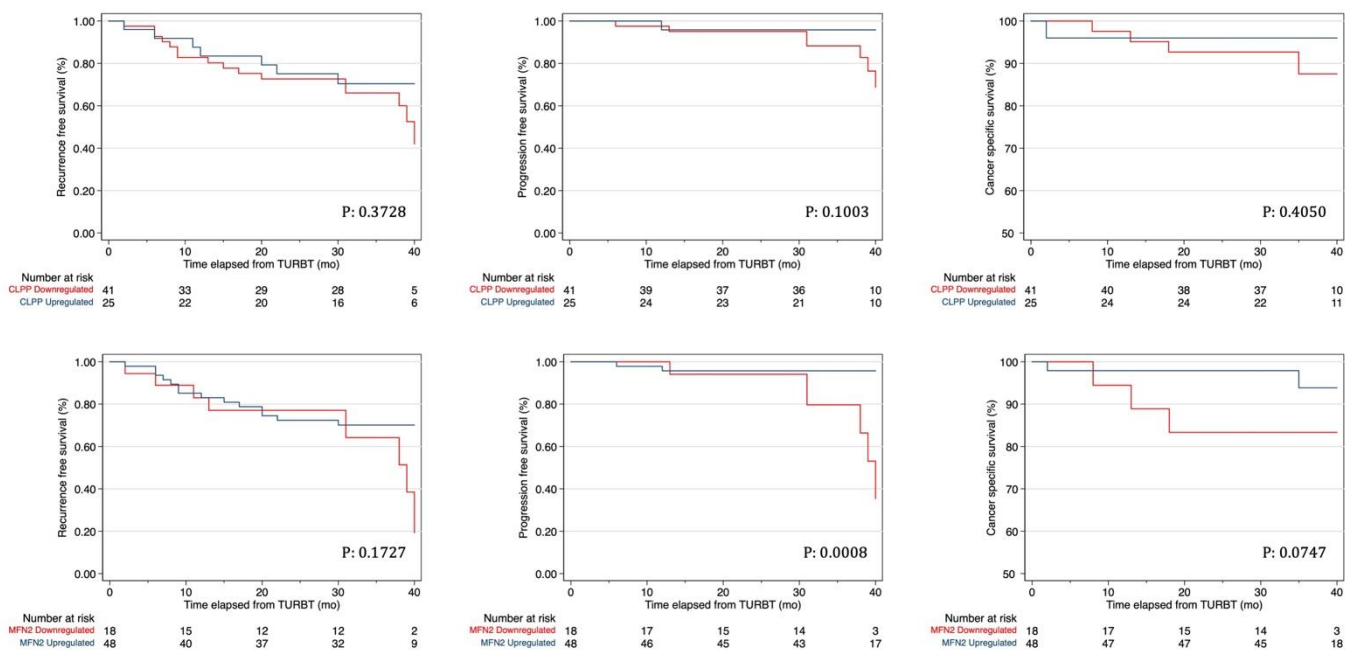 Recurrence free survival (%)
1.00
0.80
0.60
0.40
0.20
0.00
P: 0.3728
0 10 20 30 40
Time elapsed from TURBT (mo)
Number at risk
CLPP Downregulated 41 33 29 28 5
CLPP Upregulated 25 22 20 16 6
Progression free survival (%)
1.00
0.80
0.60
0.40
0.20
0.00
P: 0.1003
0 10 20 30 40
Time elapsed from TURBT (mo)
Number at risk
CLPP Downregulated 41 39 37 36 10
CLPP Upregulated 25 24 23 21 10
Cancer specific survival (%)
100
90
80
70
60
50
P: 0.4050
0 10 20 30 40
Time elapsed from TURBT (mo)
Number at risk
CLPP Downregulated 41 40 38 37 10
CLPP Upregulated 25 24 24 22 11
Recurrence free survival (%)
1.00
0.80
0.60
0.40
0.20
0.00
P: 0.1727
0 10 20 30 40
Time elapsed from TURBT (mo)
Number at risk
MFN2 Downregulated 18 15 12 12 2
MFN2 Upregulated 48 40 37 32 9
Progression free survival (%)
1.00
0.80
0.60
0.40
0.20
0.00
P: 0.0008
0 10 20 30 40
Time elapsed from TURBT (mo)
Number at risk
MFN2 Downregulated 18 17 15 14 3
MFN2 Upregulated 48 46 45 43 17
Cancer specific survival (%)
100
90
80
70
60
50
P: 0.0747
0 10 20 30 40
Time elapsed from TURBT (mo)
Number at risk
MFN2 Downregulated 18 17 15 14 3
MFN2 Upregulated 48 47 47 45 18